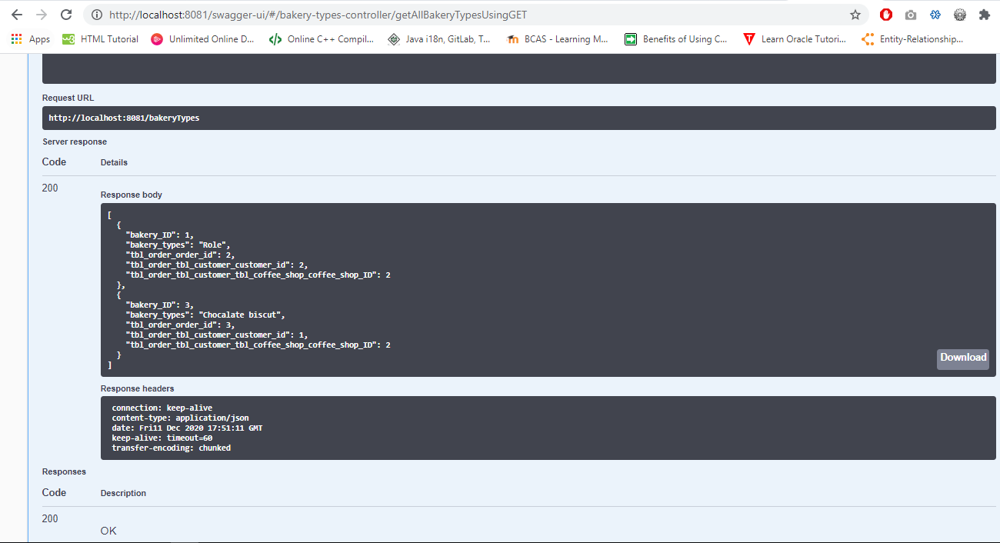 http://localhost:8081/swagger-ui/#/bakery-types-controller/getAllBakeryTypesUsingGET
Apps HTML Tutorial Unlimited Online D... Online C++ Compil... Java i18n, GitLab, T... BCAS - Learning M... Benefits of Using C... Learn Oracle Tutori... Entity-Relationship...
Request URL
http://localhost:8081/bakeryTypes
Server response
Code Details
200
Response body
[
{
"bakery_ID": 1,
"bakery_types": "Role",
"tbl_order_order_id": 2,
"tbl_order_tbl_customer_customer_id": 2,
"tbl_order_tbl_customer_tbl_coffee_shop_coffee_shop_ID": 2
},
{
"bakery_ID": 3,
"bakery_types": "Chocalate biscut",
"tbl_order_order_id": 3,
"tbl_order_tbl_customer_customer_id": 1,
"tbl_order_tbl_customer_tbl_coffee_shop_coffee_shop_ID": 2
}
]
Download
Response headers
connection: keep-alive
content-type: application/json
date: Fri11 Dec 2020 17:51:11 GMT
keep-alive: timeout=60
transfer-encoding: chunked
Responses
Code Description
200
OK